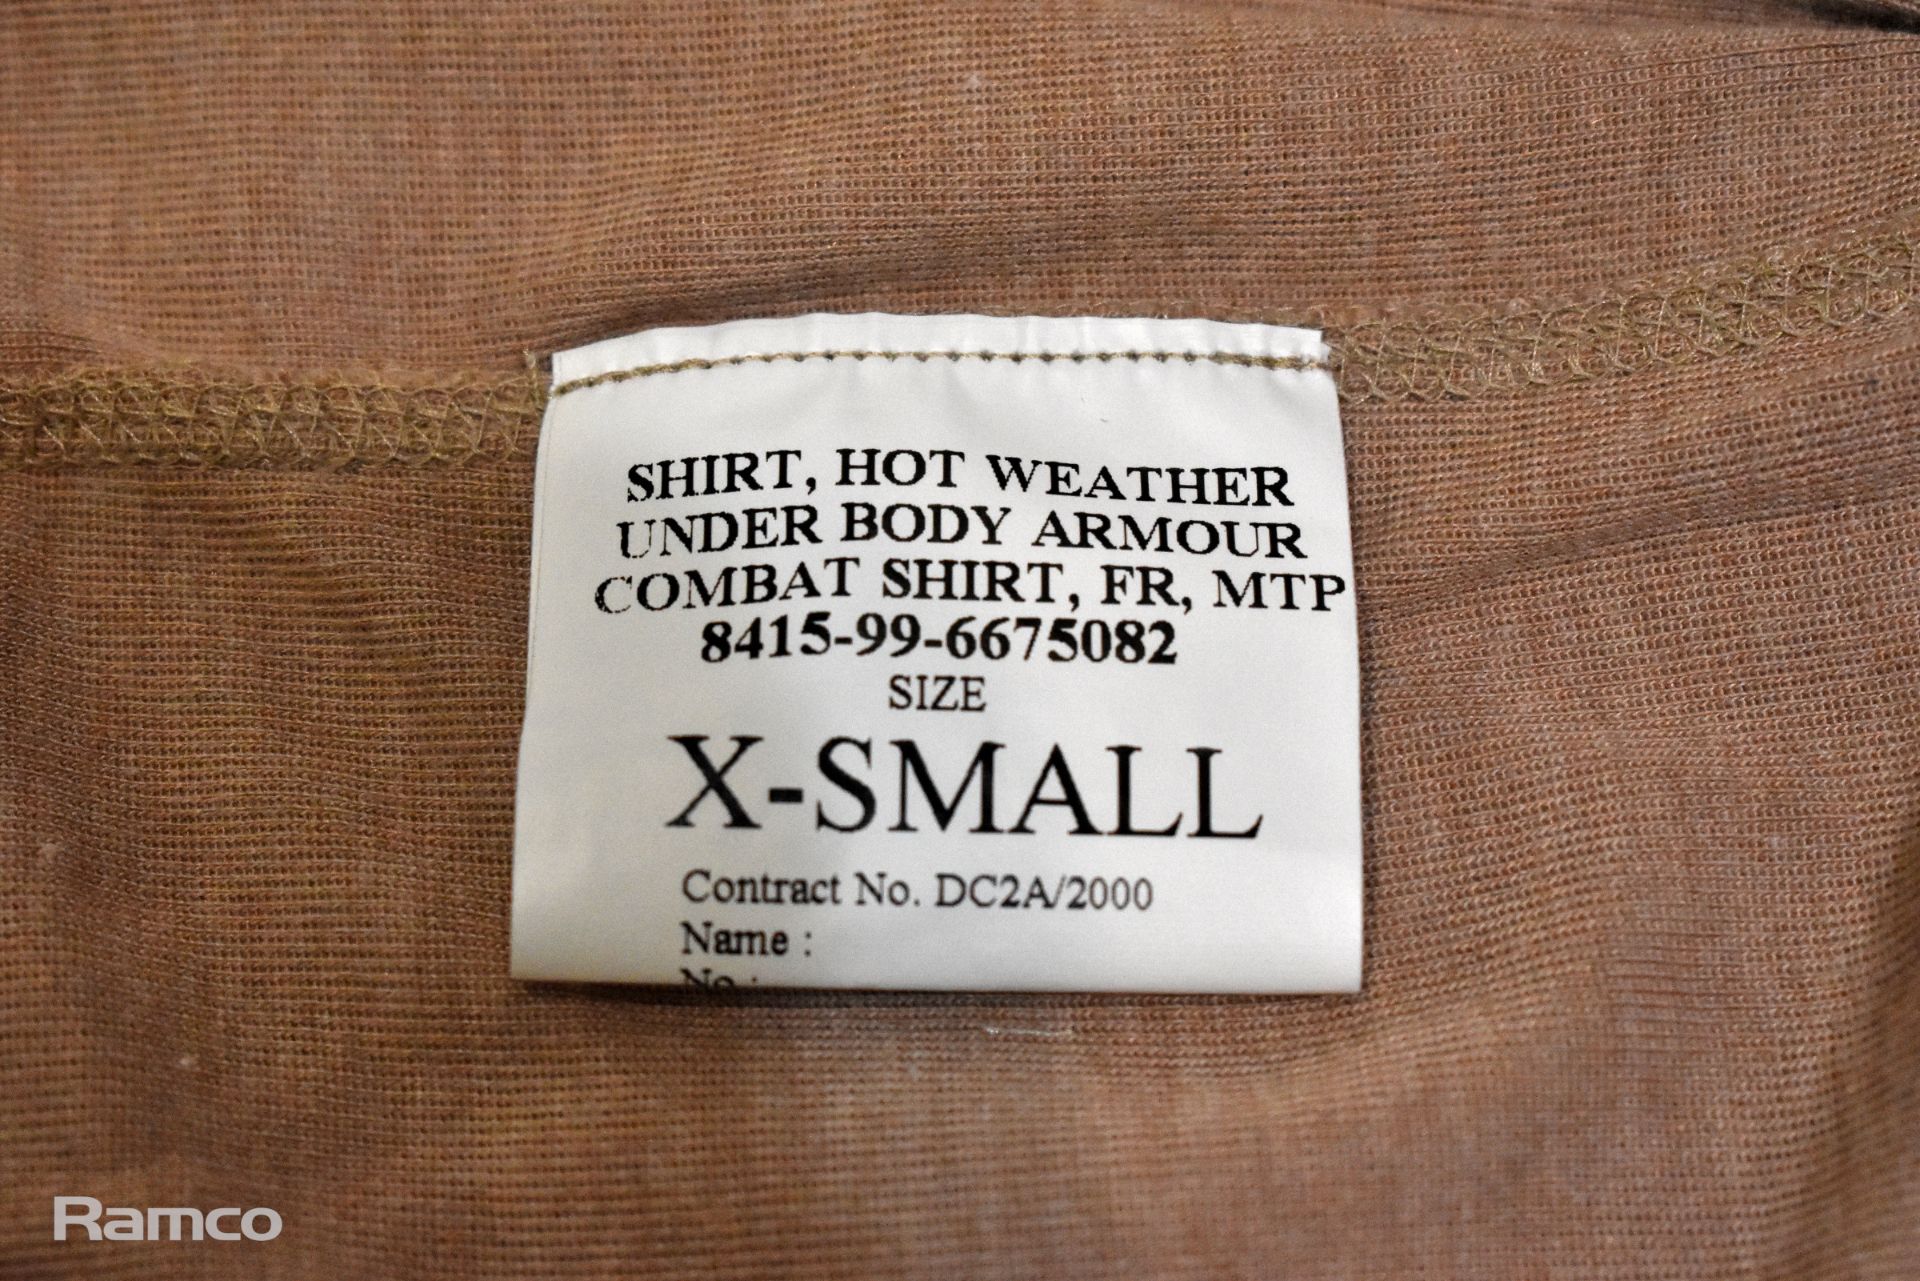 SHIRT, HOT WEATHER
UNDER BODY ARMOUR
COMBAT SHIRT, FR, MTP
8415-99-6675082
SIZE
X-SMALL
Contract No. DC2A/2000
Name :
No :
Ramco